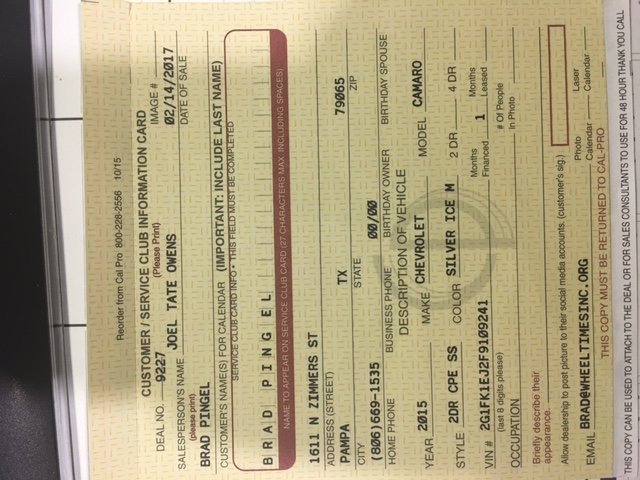 Reorder from Cal Pro 800-228-2556 10/15
CUSTOMER / SERVICE CLUB INFORMATION CARD
(Please Print)
DEAL NO. 9227 IMAGE #
JOEL TATE OWENS 02/14/2017
SALESPERSON'S NAME DATE OF SALE
(please print)
BRAD PINGEL
CUSTOMER'S NAME(S) FOR CALENDAR (IMPORTANT: INCLUDE LAST NAME)
SERVICE CLUB CARD INFO • THIS FIELD MUST BE COMPLETED
BRAD PINGEL
NAME TO APPEAR ON SERVICE CLUB CARD (27 CHARACTERS MAX. INCLUDING SPACES)
1611 N ZIMMERS ST
ADDRESS (STREET)
PAMPA TX 79065
CITY STATE ZIP
(806)669-1535 00/00
HOME PHONE BUSINESS PHONE BIRTHDAY OWNER BIRTHDAY SPOUSE
DESCRIPTION OF VEHICLE
YEAR 2015 MAKE CHEVROLET MODEL CAMARO
STYLE 2DR CPE SS COLOR SILVER ICE M 2 DR 4 DR
VIN # 2G1FK1EJ2F9109241 Months Financed 1 Months Leased
(last 8 digits please)
OCCUPATION # Of People in Photo
Briefly describe their
appearance.
Allow dealership to post picture to their social media accounts. (customer's sig.)
EMAIL BRAD@WHEELTIMESINC.ORG Photo Calendar Laser Calendar
THIS COPY MUST BE RETURNED TO CAL-PRO
*THIS COPY CAN BE USED TO ATTACH TO THE DEAL OR FOR SALES CONSULTANTS TO USE FOR 48 HOUR THANK YOU CALL